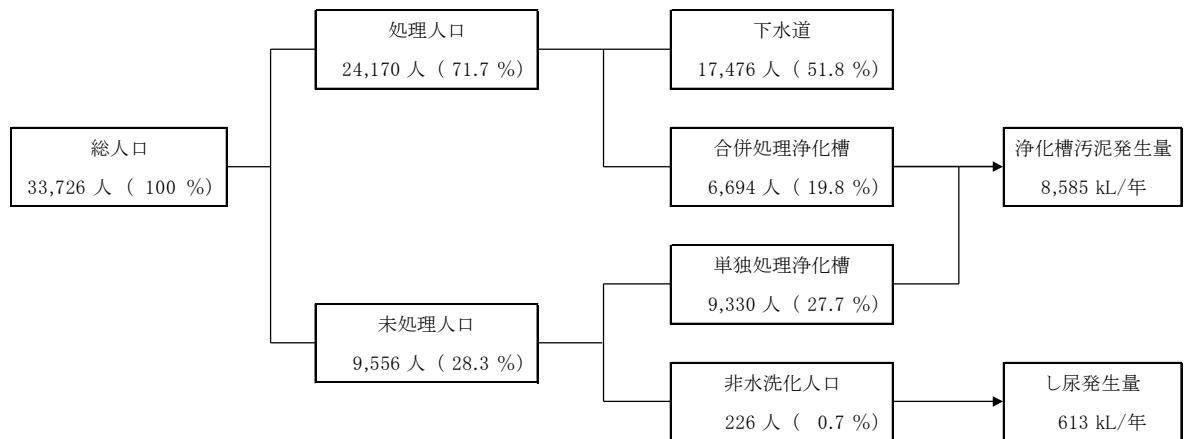 処理人口
24,170 人 ( 71.7 %)
下水道
17,476 人 ( 51.8 %)
総人口
33,726 人 ( 100 %)
合併処理浄化槽
6,694 人 ( 19.8 %)
浄化槽汚泥発生量
8,585 kL/年
単独処理浄化槽
9,330 人 ( 27.7 %)
未処理人口
9,556 人 ( 28.3 %)
非水洗化人口
226 人 ( 0.7 %)
し尿発生量
613 kL/年